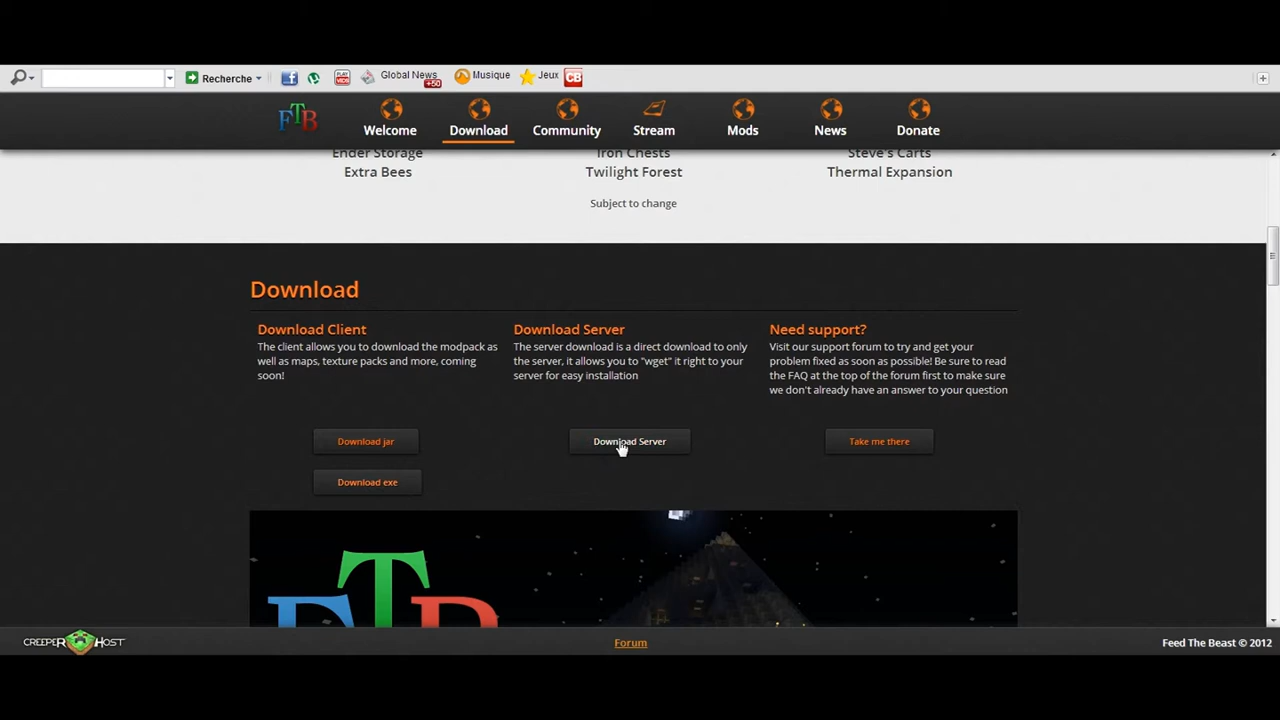 Recherche
Global News
+50
Musique
Jeux
CB
FTB
Welcome
Download
Community
Stream
Mods
News
Donate
Ender Storage
Iron Chests
Steve's Carts
Extra Bees
Twilight Forest
Thermal Expansion
Subject to change
Download
Download Client
The client allows you to download the modpack as
well as maps, texture packs and more, coming
soon!
Download jar
Download exe
Download Server
The server download is a direct download to only
the server, it allows you to "wget" it right to your
server for easy installation
Download Server
Need support?
Visit our support forum to try and get your
problem fixed as soon as possible! Be sure to read
the FAQ at the top of the forum first to make sure
we don't already have an answer to your question
Take me there
FTB
CREEPER HOST
Forum
Feed The Beast © 2012